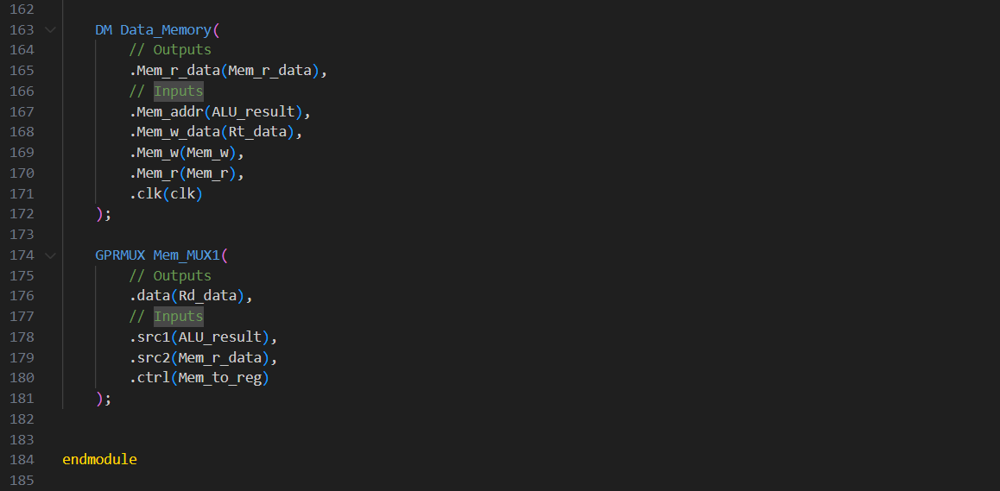 162
163 DM Data_Memory(
164 // Outputs
165 .Mem_r_data(Mem_r_data),
166 // Inputs
167 .Mem_addr(ALU_result),
168 .Mem_w_data(Rt_data),
169 .Mem_w(Mem_w),
170 .Mem_r(Mem_r),
171 .clk(clk)
172 );
173
174 GPRMUX Mem_MUX1(
175 // Outputs
176 .data(Rd_data),
177 // Inputs
178 .src1(ALU_result),
179 .src2(Mem_r_data),
180 .ctrl(Mem_to_reg)
181 );
182
183
184 endmodule
185